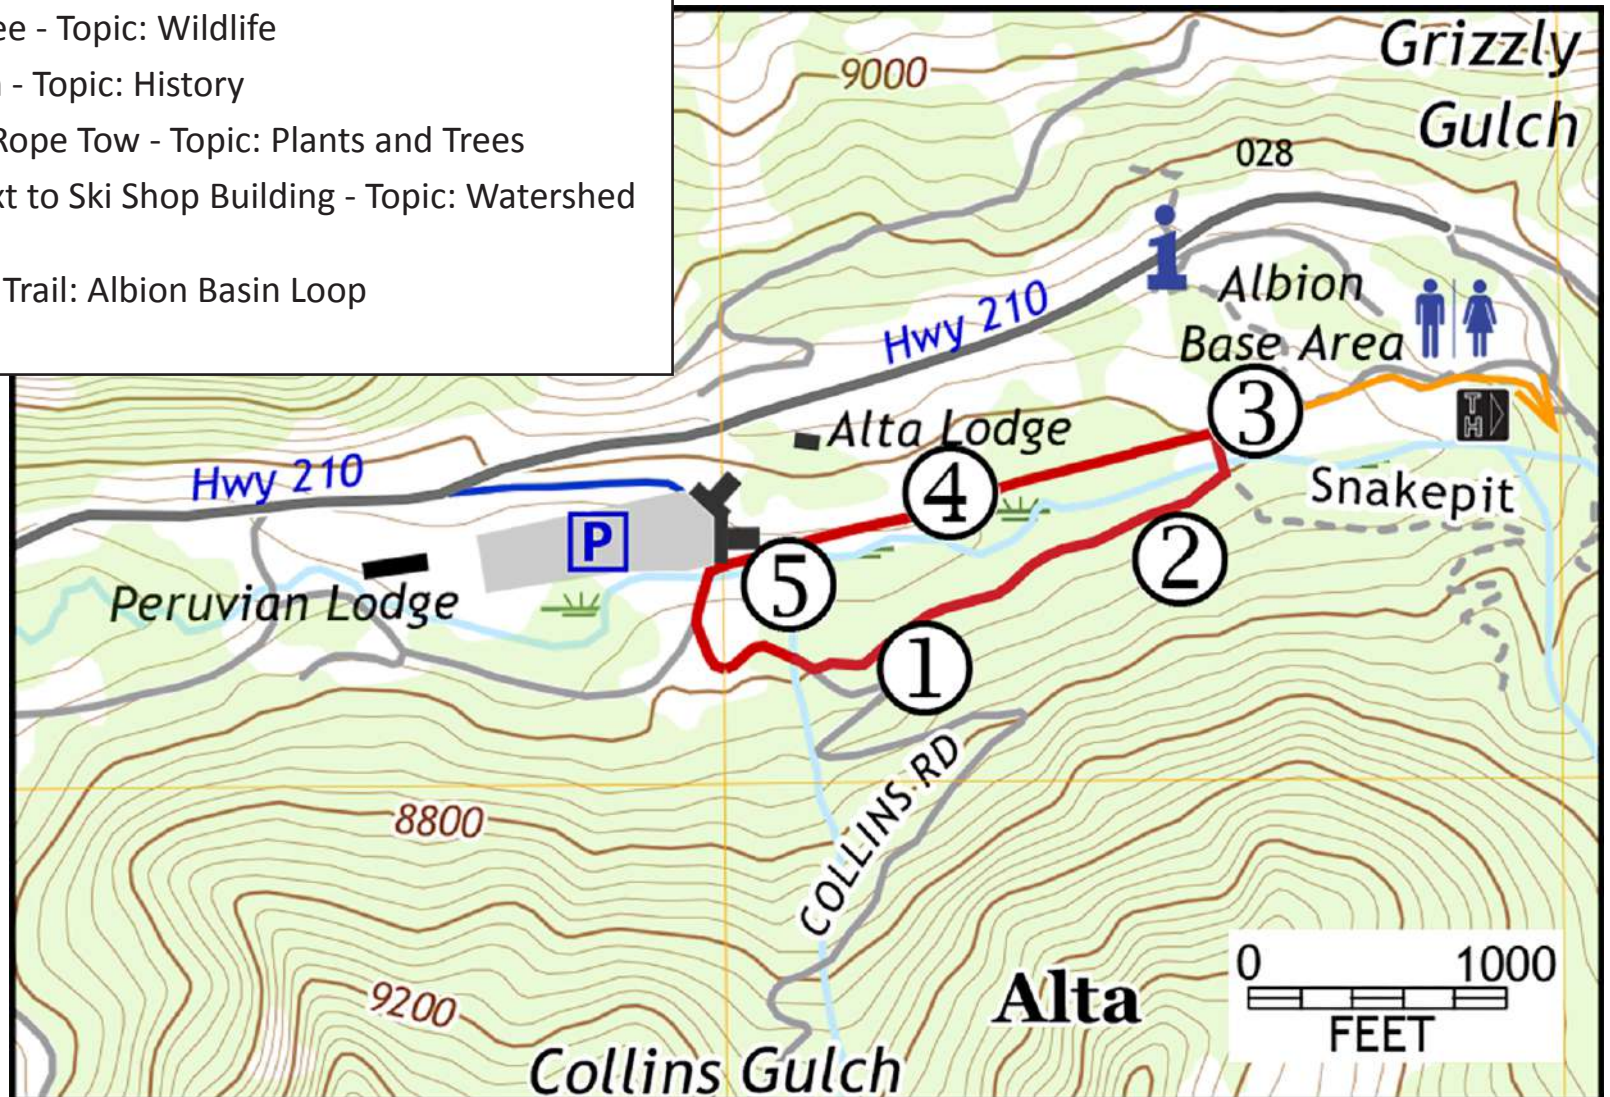 ee - Topic: Wildlife
- Topic: History
Rope Tow - Topic: Plants and Trees
xt to Ski Shop Building - Topic: Watershed
Trail: Albion Basin Loop
Grizzly
Gulch
9000
028
i
Albion
Base Area
Hwy 210
3
TH
Alta Lodge
4
Hwy 210
Snakepit
P
2
5
Peruvian Lodge
1
COLLINS RD
8800
9200
Alta
0 1000
FEET
Collins Gulch